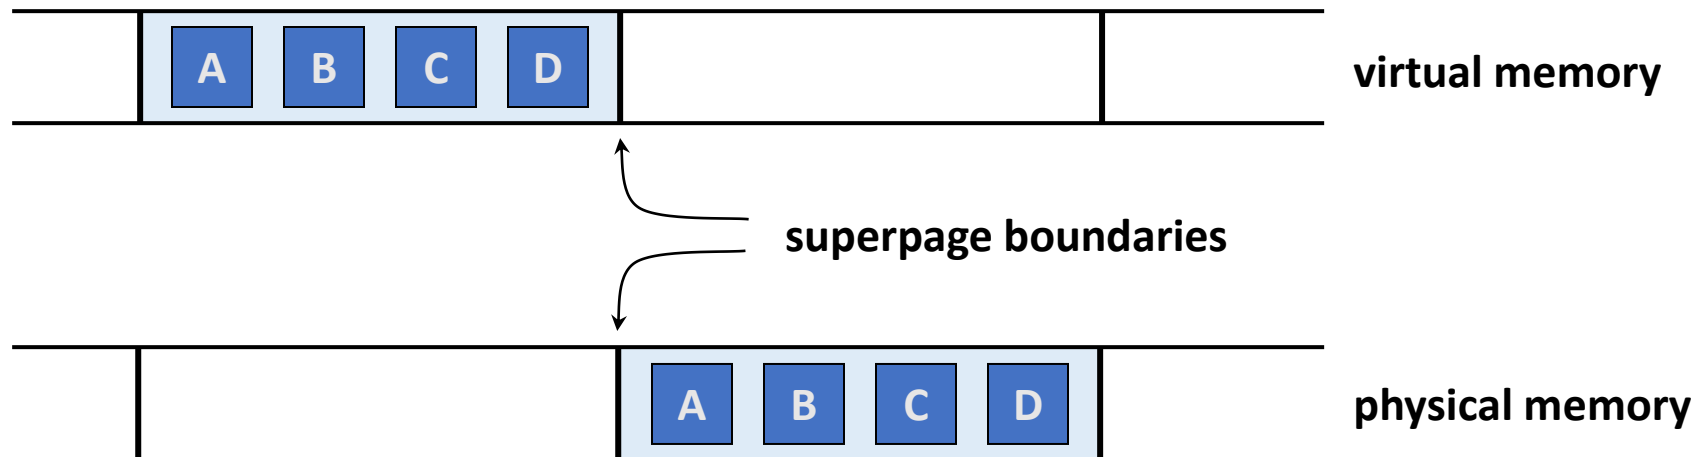 A B C D virtual memory
superpage boundaries
A B C D physical memory